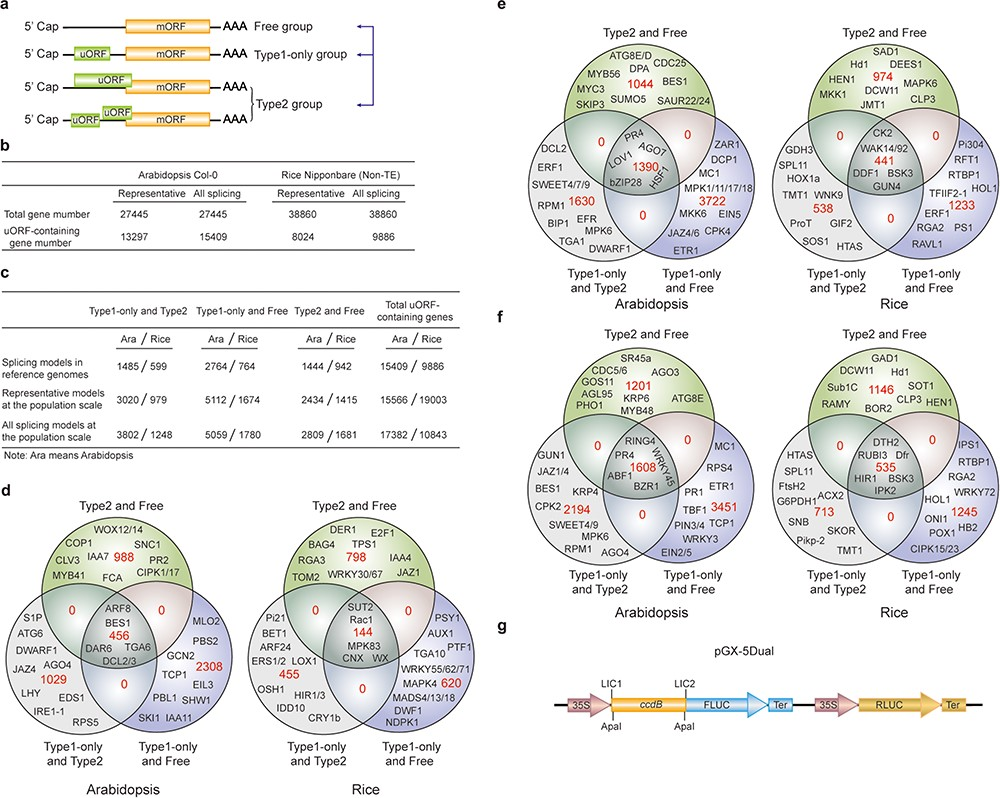 a
5' Cap mORF AAA Free group
5' Cap uORF mORF AAA Type1-only group
uORF
5' Cap mORF AAA
Type2 group
uORF
5' Cap uORF mORF AAA
b
Arabidopsis Col-0 Rice Nipponbare (Non-TE)
Representative All splicing Representative All splicing
Total gene number 27445 27445 38860 38860
uORF-containing
gene number 13297 15409 8024 9886
c
Type1-only and Type2 Type1-only and Free Type2 and Free Total uORF-
containing genes
Ara / Rice Ara / Rice Ara / Rice Ara / Rice
Splicing models in
reference genomes 1485 / 599 2764 / 764 1444 / 942 15409 / 9886
Representative models
at the population scale 3020 / 979 5112 / 1674 2434 / 1415 15566 / 19003
All splicing models at
the population scale 3802 / 1248 5059 / 1780 2809 / 1681 17382 / 10843
Note: Ara means Arabidopsis
d
Type2 and Free
WOX12/14
COP1 SNC1
IAA7 988
CLV3 PR2
MYB41 FCA CIPK1/17
0 0
ARF8
BES1
456
DAR6 TGA6
DCL2/3
0
S1P
ATG6
DWARF1
JAZ4 AGO4
1029
LHY EDS1
IRE1-1
RPS5
MLO2
PBS2
GCN2
2308
TCP1
EIL3
PBL1 SHW1
SKI1 IAA11
Type1-only
and Type2
Type1-only
and Free
Arabidopsis
Type2 and Free
DER1 E2F1
BAG4 TPS1
RGA3 798 IAA4
TOM2 WRKY30/67 JAZ1
0 0
SUT2
Rac1
144
MPK83
CNX WX
0
Pi21
BET1
ARF24
ERS1/2 LOX1
455
OSH1 HIR1/3
IDD10
CRY1b
PSY1
AUX1
TGA10 PTF1
WRKY55/62/71
MAPK4 620
MADS4/13/18
DWF1
NDPK1
Type1-only
and Type2
Type1-only
and Free
Rice
e
Type2 and Free
ATG8E/D
DPA CDC25
MYB56 1044
MYC3 BES1
SKIP3 SUMO5 SAUR22/24
0 0
PR4
AGO7
LOV1 1390
bZIP28 HSF1
0
DCL2
ERF1
SWEET4/7/9
RPM1 1630
BIP1 EFR
MPK6
TGA1
DWARF1
ZAR1
DCP1
MC1
MPK1/11/17/18
3722
MKK6 EIN5
JAZ4/6 CPK4
ETR1
Type1-only
and Type2
Type1-only
and Free
Arabidopsis
Type2 and Free
SAD1
Hd1 DEES1
HEN1 974
DCW11 MAPK6
MKK1 JMT1 CLP3
0 0
CK2
WAK14/92
441
DDF1 BSK3
GUN4
0
GDH3
SPL11
HOX1a
TMT1 WNK9
538
ProT GIF2
SOS1 HTAS
Pi304
RFT1
RTBP1
HOL1
TFIIF2-1
ERF1 1233
RGA2 PS1
RAVL1
Type1-only
and Type2
Type1-only
and Free
Rice
f
Type2 and Free
SR45a
CDC5/6 AGO3
GOS11 1201
AGL95 KRP6
PHO1 MYB48 ATG8E
0 0
RING4
PR4 WRKY45
1608
ABF1
BZR1
0
GUN1
JAZ1/4
BES1 KRP4
CPK2 2194
SWEET4/9
MPK6
RPM1 AGO4
MC1
RPS4
ETR1
PR1
TBF1 3451
PIN3/4 TCP1
WRKY3
EIN2/5
Type1-only
and Type2
Type1-only
and Free
Arabidopsis
Type2 and Free
GAD1
DCW11 Hd1
Sub1C 1146 SOT1
CLP3
RAMY BOR2 HEN1
0 0
DTH2
RUBI3 Dfr
535
HIR1 BSK3
IPK2
0
HTAS
SPL11
FtsH2
G6PDH1 ACX2
713
SNB
SKOR
Pikp-2
TMT1
IPS1
RTBP1
RGA2
WRKY72
HOL1
1245
ONI1 HB2
POX1
CIPK15/23
Type1-only
and Type2
Type1-only
and Free
Rice
g
pGX-5Dual
LIC1 LIC2
35S ccdB FLUC Ter 35S RLUC Ter
ApaI ApaI